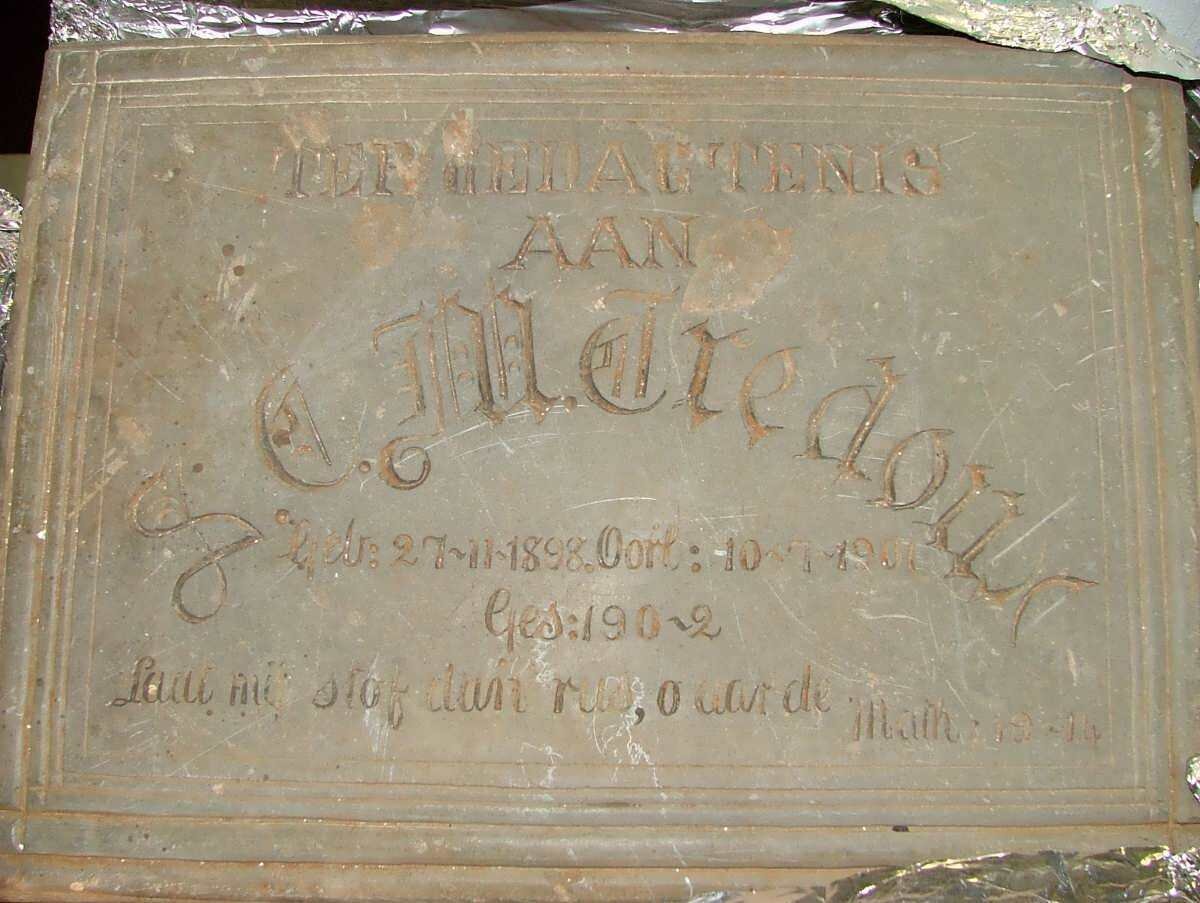 TER GEDAGTENIS
AAN
J. C. M. Tredoux
Geb: 27~11~1898. Oorl: 10~7~1901
Ges: 190~2
Laat mij stof dan rus, o aarde Math: 19~14